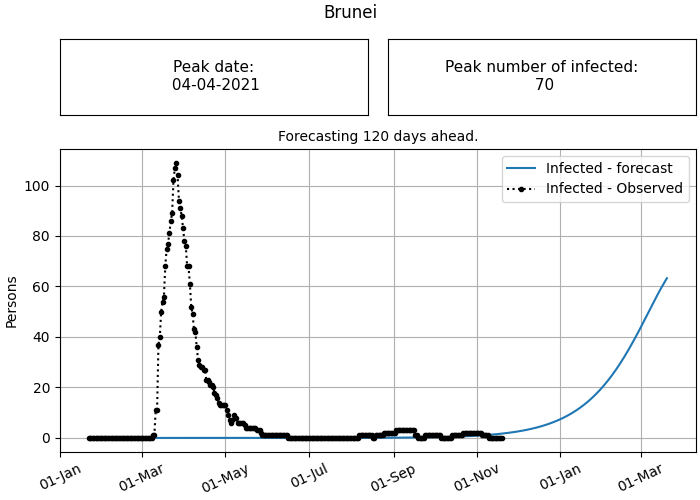 Brunei
Peak date:
04-04-2021
Peak number of infected:
70
Forecasting 120 days ahead.
Infected - forecast
Infected - Observed
Persons
100
80
60
40
20
0
01-Jan
01-Mar
01-May
01-Jul
01-Sep
01-Nov
01-Jan
01-Mar